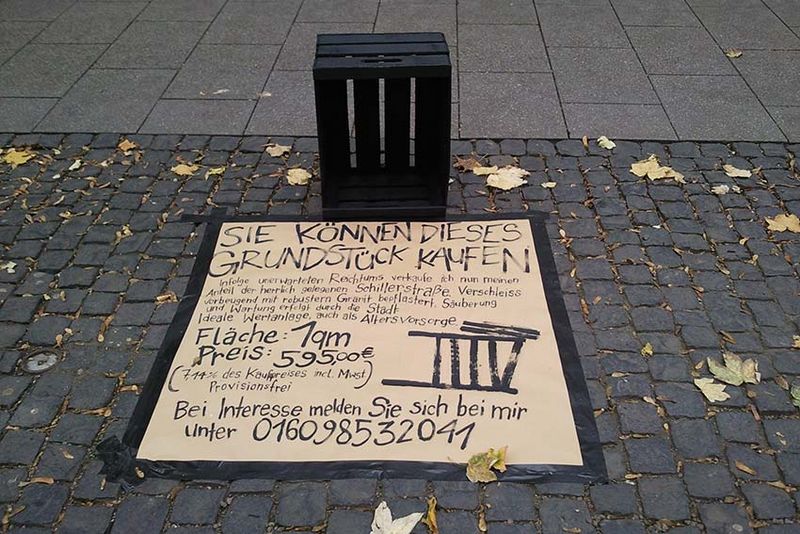 SIE KÖNNEN DIESES
GRUNDSTÜCK KAUFEN
Infolge unerwarteten Reichtums verkaufe ich nun meinen
Anteil der herrlich gelegenen Schillerstraße. Verschleiss
vorbeugend mit robustem Granit bepflastert. Säuberung
und Wartung erfolgt durch die Stadt.
Ideale Wertanlage, auch als Altersvorsorge.
Fläche: 1qm
Preis: 595,00€
(7,14% des Kaufpreises incl. Mwst
Provisionsfrei)
Bei Interesse melden Sie sich bei mir
unter 016098532041